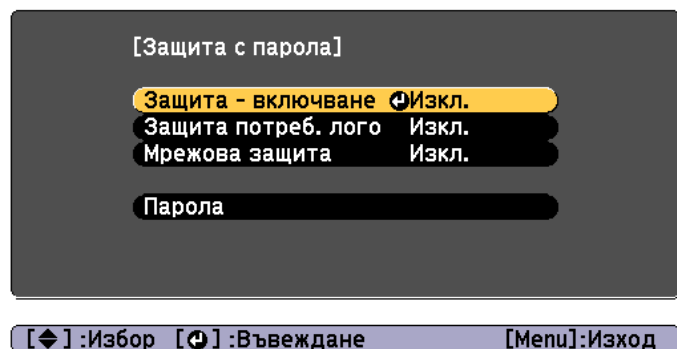 [Защита с парола]
Защита - включване Изкл.
Защита потреб. лого Изкл.
Мрежова защита Изкл.
Парола
[ ] :Избор [ ] :Въвеждане [Menu]:Изход